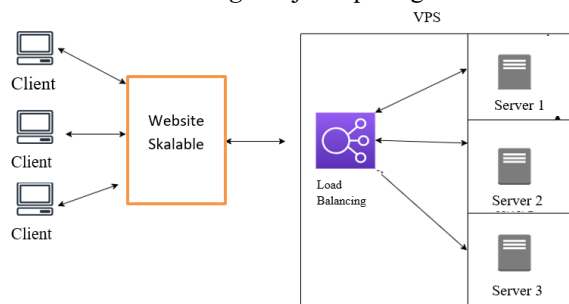 VPS
Client
Client
Client
Website
Skalable
Load
Balancing
Server 1
Server 2
Server 3